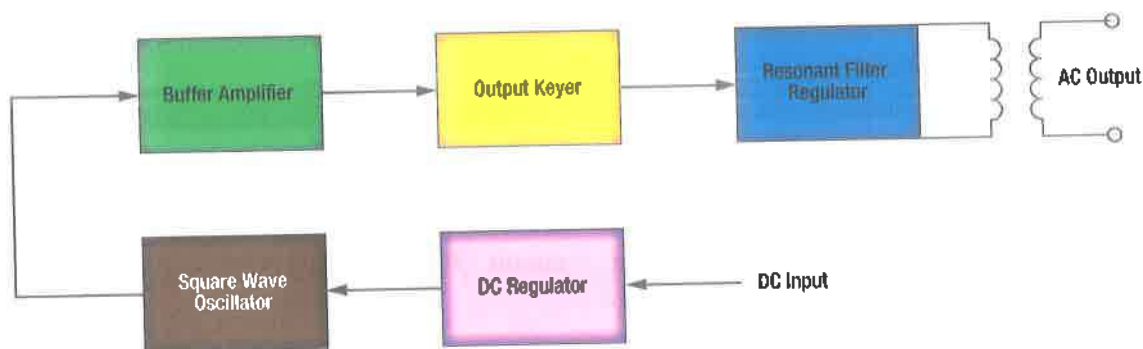 Buffer Amplifier
Output Keyer
Resonant Filter
Regulator
AC Output
Square Wave
Oscillator
DC Regulator
DC Input